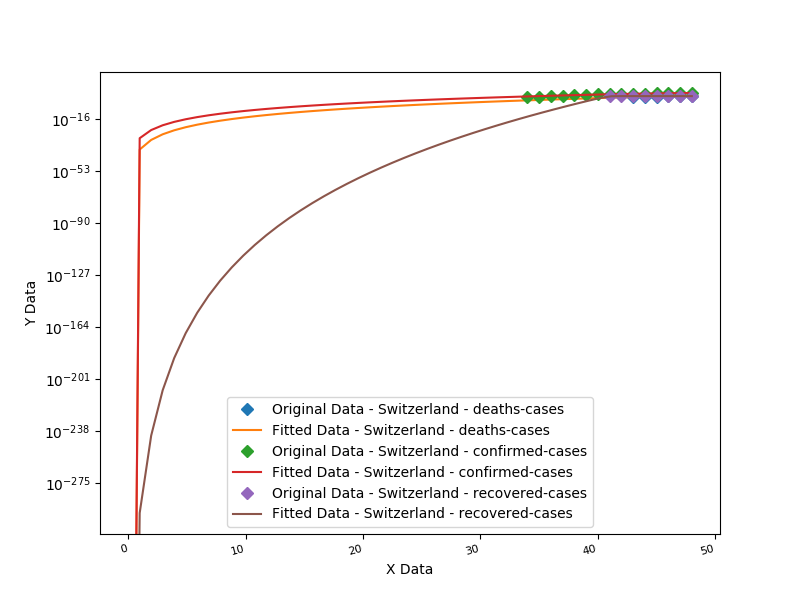 10^-16
10^-53
10^-90
10^-127
10^-164
10^-201
10^-238
10^-275
Y Data
Original Data - Switzerland - deaths-cases
Fitted Data - Switzerland - deaths-cases
Original Data - Switzerland - confirmed-cases
Fitted Data - Switzerland - confirmed-cases
Original Data - Switzerland - recovered-cases
Fitted Data - Switzerland - recovered-cases
0 10 20 30 40 50
X Data